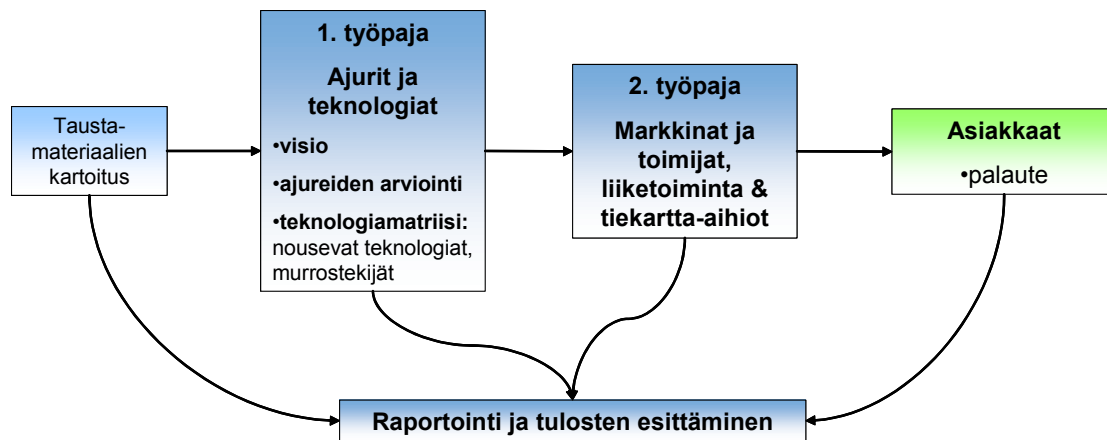 Tausta-
materiaalien
kartoitus
1. työpaja
Ajurit ja
teknologiat
•visio
•ajureiden arviointi
•teknologiamatriisi:
nousevat teknologiat,
murrostekijät
2. työpaja
Markkinat ja
toimijat,
liiketoiminta &
tiekartta-aihiot
Asiakkaat
•palaute
Raportointi ja tulosten esittäminen